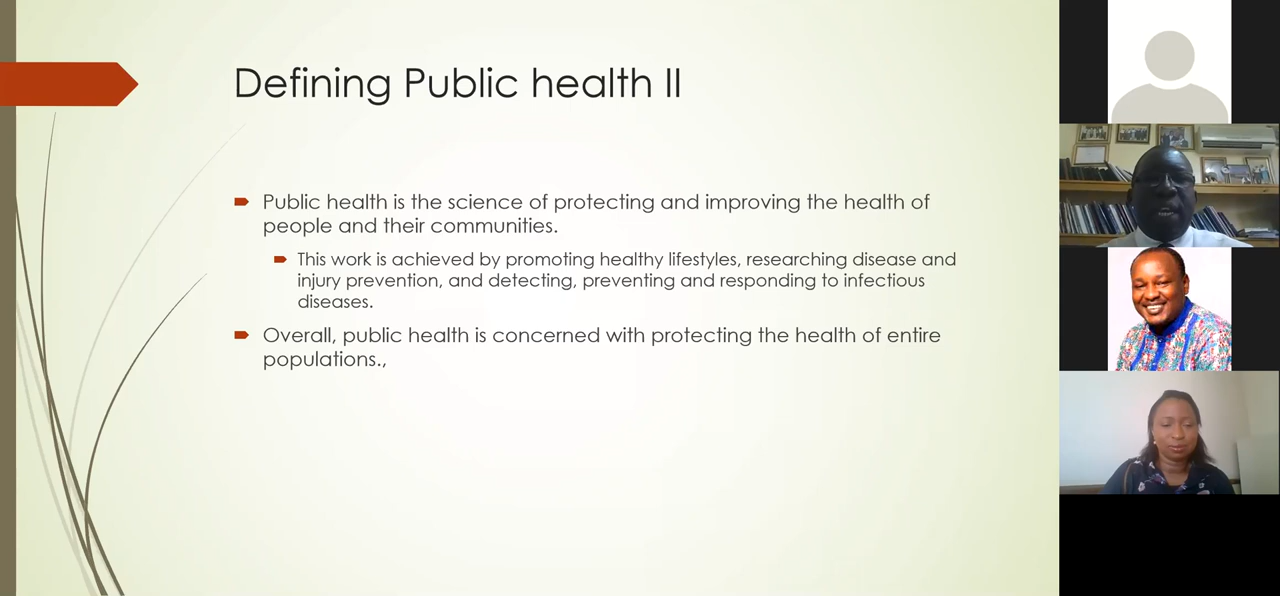 Defining Public health II
Public health is the science of protecting and improving the health of
people and their communities.
This work is achieved by promoting healthy lifestyles, researching disease and
injury prevention, and detecting, preventing and responding to infectious
diseases.
Overall, public health is concerned with protecting the health of entire
populations.,